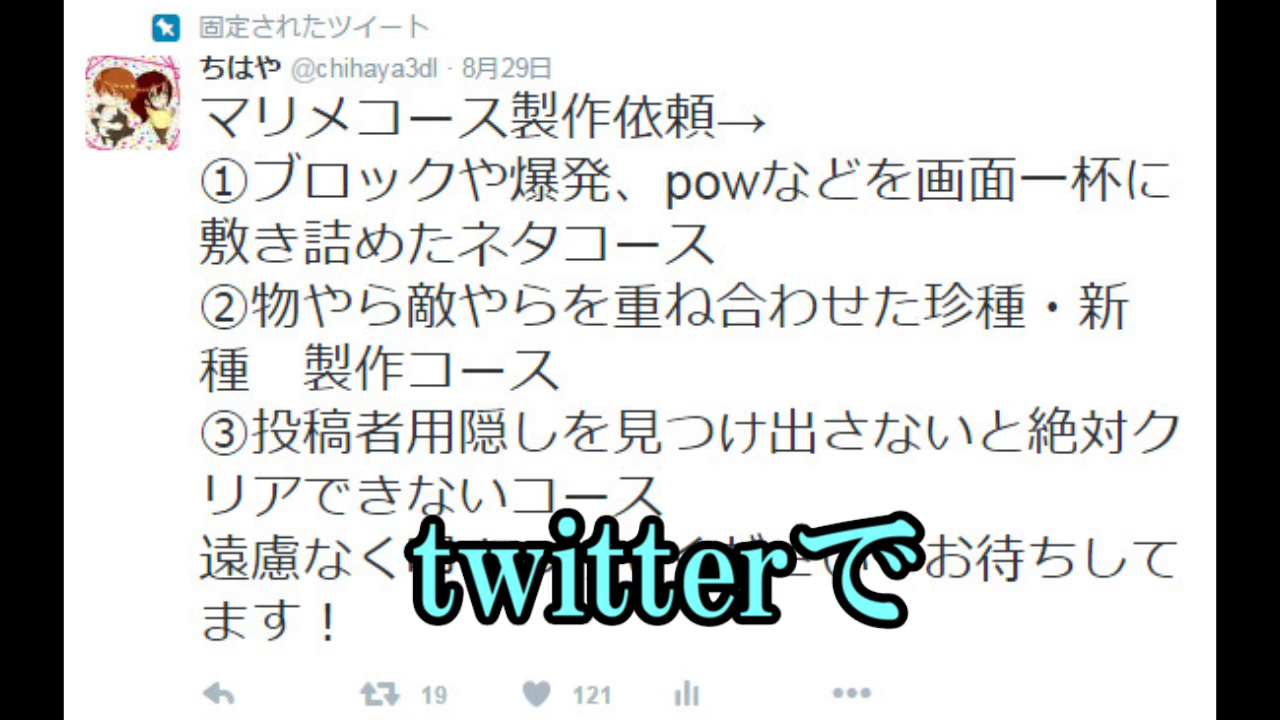 固定されたツイート
ちはや @chihaya3dl · 8月29日
マリメコース製作依頼→
①ブロックや爆発、powなどを画面一杯に
敷き詰めたネタコース
②物やら敵やらを重ね合わせた珍種・新
種　製作コース
③投稿者用隠しを見つけ出さないと絶対ク
リアできないコース
遠慮なく お待ちして
twitterで
ます！
19 121